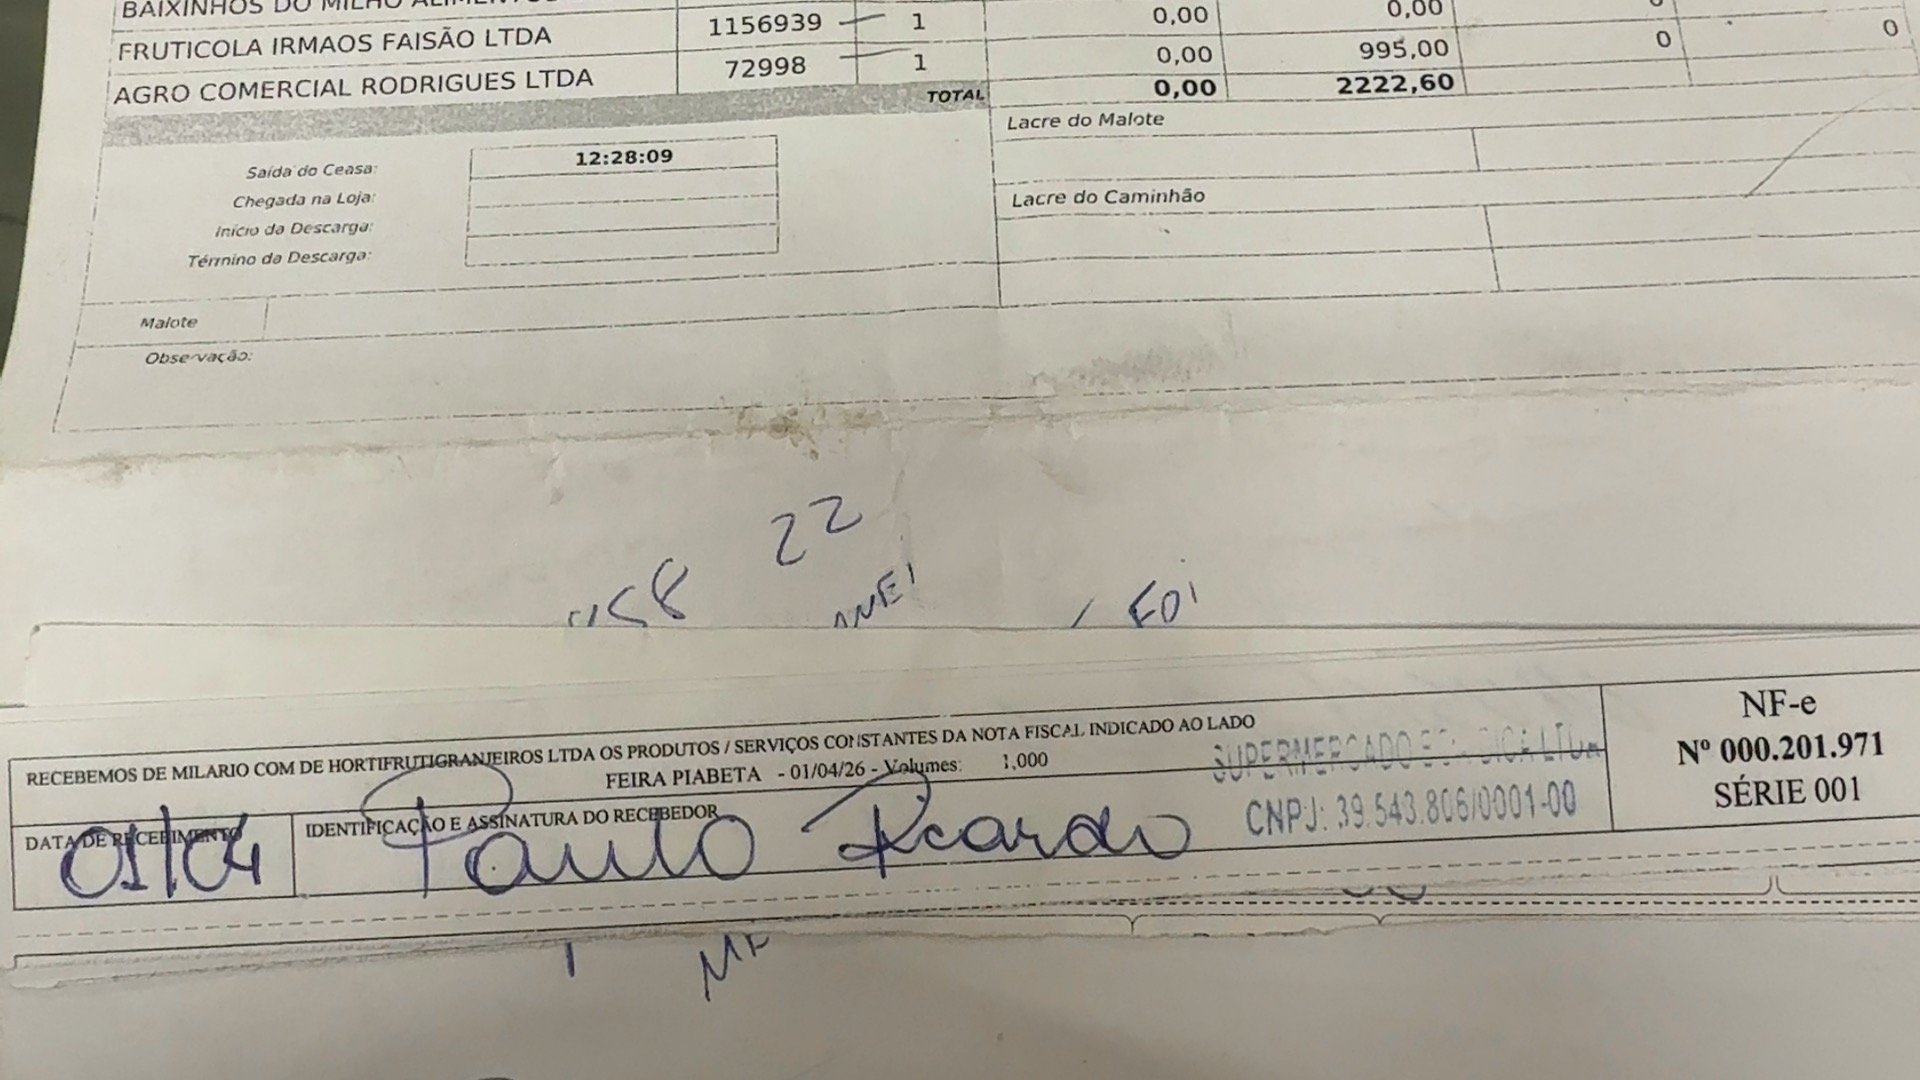 BAIXINHOS DO MILHO
0,00 0,00
FRUTICOLA IRMAOS FAISÃO LTDA 1156939 1 0,00 995,00 0 0
AGRO COMERCIAL RODRIGUES LTDA 72998 1
TOTAL 0,00 2222,60
Lacre do Malote
Saída do Ceasa: 12:28:09
Chegada na Loja:
Início da Descarga:
Término da Descarga:
Lacre do Caminhão
Malote
Observação:
22
58
FOI
RECEBEMOS DE MILARIO COM DE HORTIFRUTIGRANJEIROS LTDA OS PRODUTOS / SERVIÇOS CONSTANTES DA NOTA FISCAL INDICADO AO LADO
FEIRA PIABETA - 01/04/26 - Volumes: 1,000
DATA DE RECEBIMENTO
01/04
IDENTIFICAÇÃO E ASSINATURA DO RECEBEDOR
Paulo Ricardo
SUPERMERCADO LTDA
CNPJ: 39.543.806/0001-00
NF-e
Nº 000.201.971
SÉRIE 001